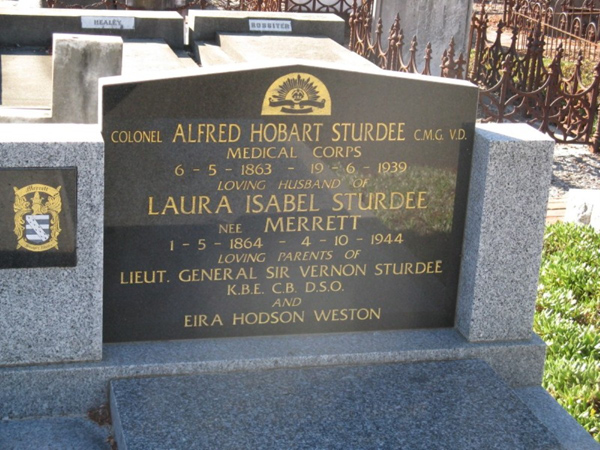 HEALEY
ROSSITER
COLONEL ALFRED HOBART STURDEE C.M.G. V.D.
MEDICAL CORPS
6 - 5 - 1863 - 19 - 6 - 1939
LOVING HUSBAND OF
LAURA ISABEL STURDEE
NEE MERRETT
1 - 5 - 1864 - 4 - 10 - 1944
LOVING PARENTS OF
LIEUT. GENERAL SIR VERNON STURDEE
K.B.E. C.B. D.S.O.
AND
EIRA HODSON WESTON
Merrett